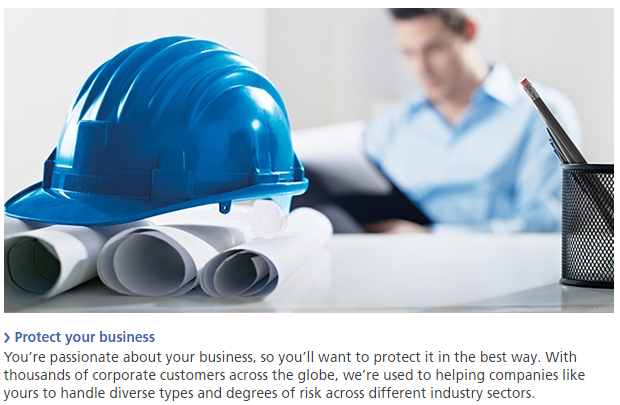 › Protect your business
You’re passionate about your business, so you’ll want to protect it in the best way. With
thousands of corporate customers across the globe, we’re used to helping companies like
yours to handle diverse types and degrees of risk across different industry sectors.